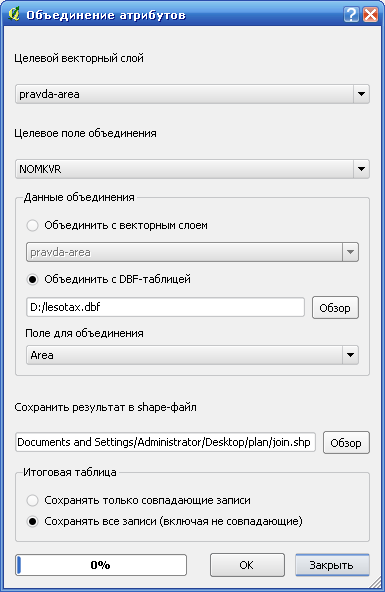 Объединение атрибутов
Целевой векторный слой
pravda-area
Целевое поле объединения
NOMKVR
Данные объединения
Объединить с векторным слоем
pravda-area
Объединить с DBF-таблицей
D:/lesotax.dbf
Обзор
Поле для объединения
Area
Сохранить результат в shape-файл
Documents and Settings/Administrator/Desktop/plan/join.shp
Обзор
Итоговая таблица
Сохранять только совпадающие записи
Сохранять все записи (включая не совпадающие)
0%
OK
Закрыть